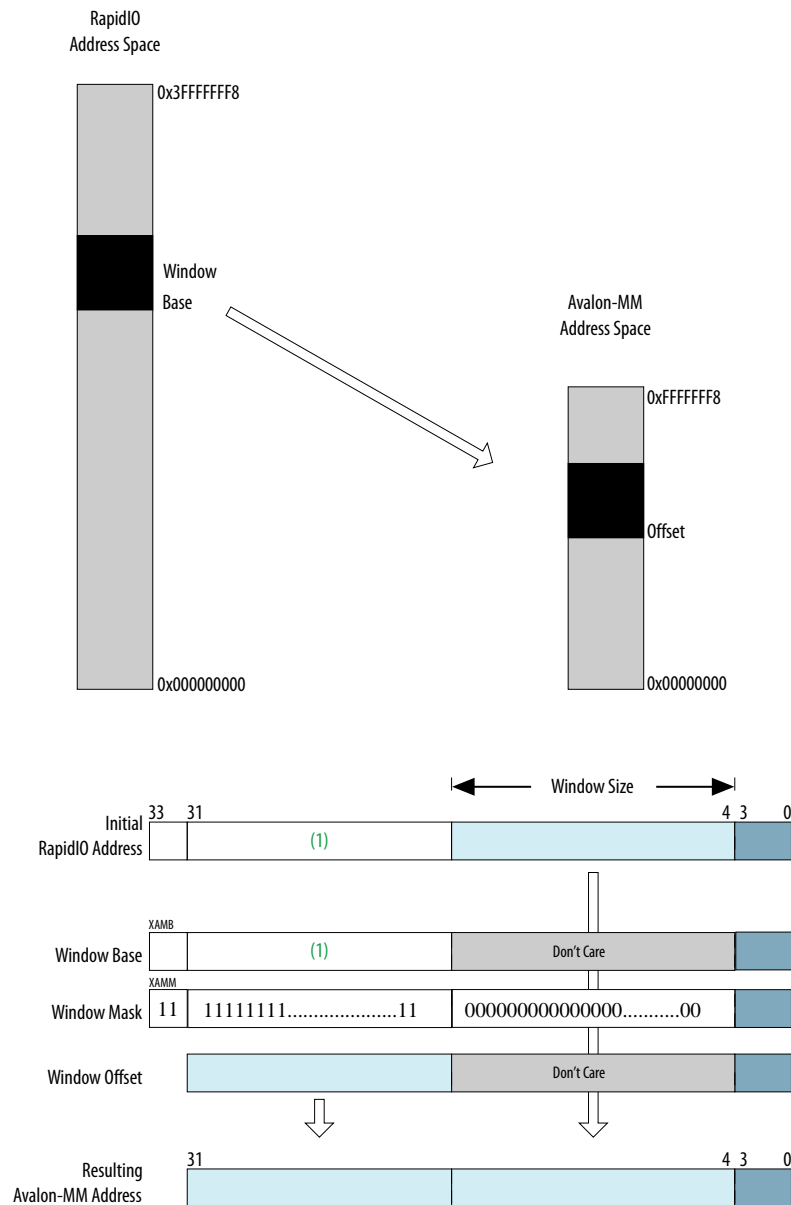 RapidIO
Address Space
0x3FFFFFFF8
Window
Base
Avalon-MM
Address Space
0xFFFFFFF8
Offset
0x000000000
0x00000000
Window Size
33 31 4 3 0
Initial
RapidIO Address
(1)
XAMB
Window Base
(1)
Don't Care
XAMM
Window Mask 11 11111111.....................11 000000000000000..........00
Window Offset
Don't Care
31 4 3 0
Resulting
Avalon-MM Address